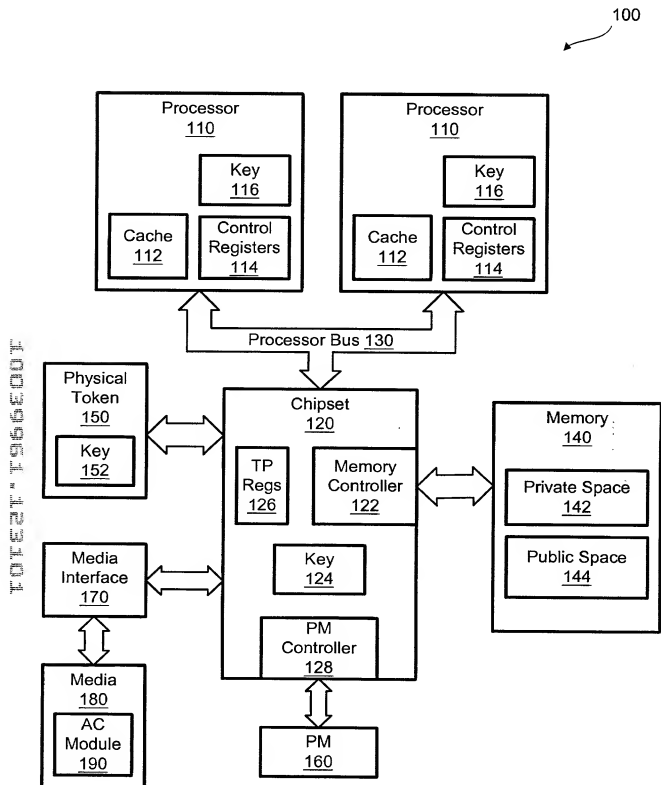 100
Processor
110
Key
116
Cache
112
Control
Registers
114
Processor
110
Key
116
Cache
112
Control
Registers
114
Processor Bus 130
Physical
Token
150
Key
152
Chipset
120
TP
Regs
126
Memory
Controller
122
Key
124
PM
Controller
128
Memory
140
Private Space
142
Public Space
144
Media
Interface
170
Media
180
AC
Module
190
PM
160
10039961-123101